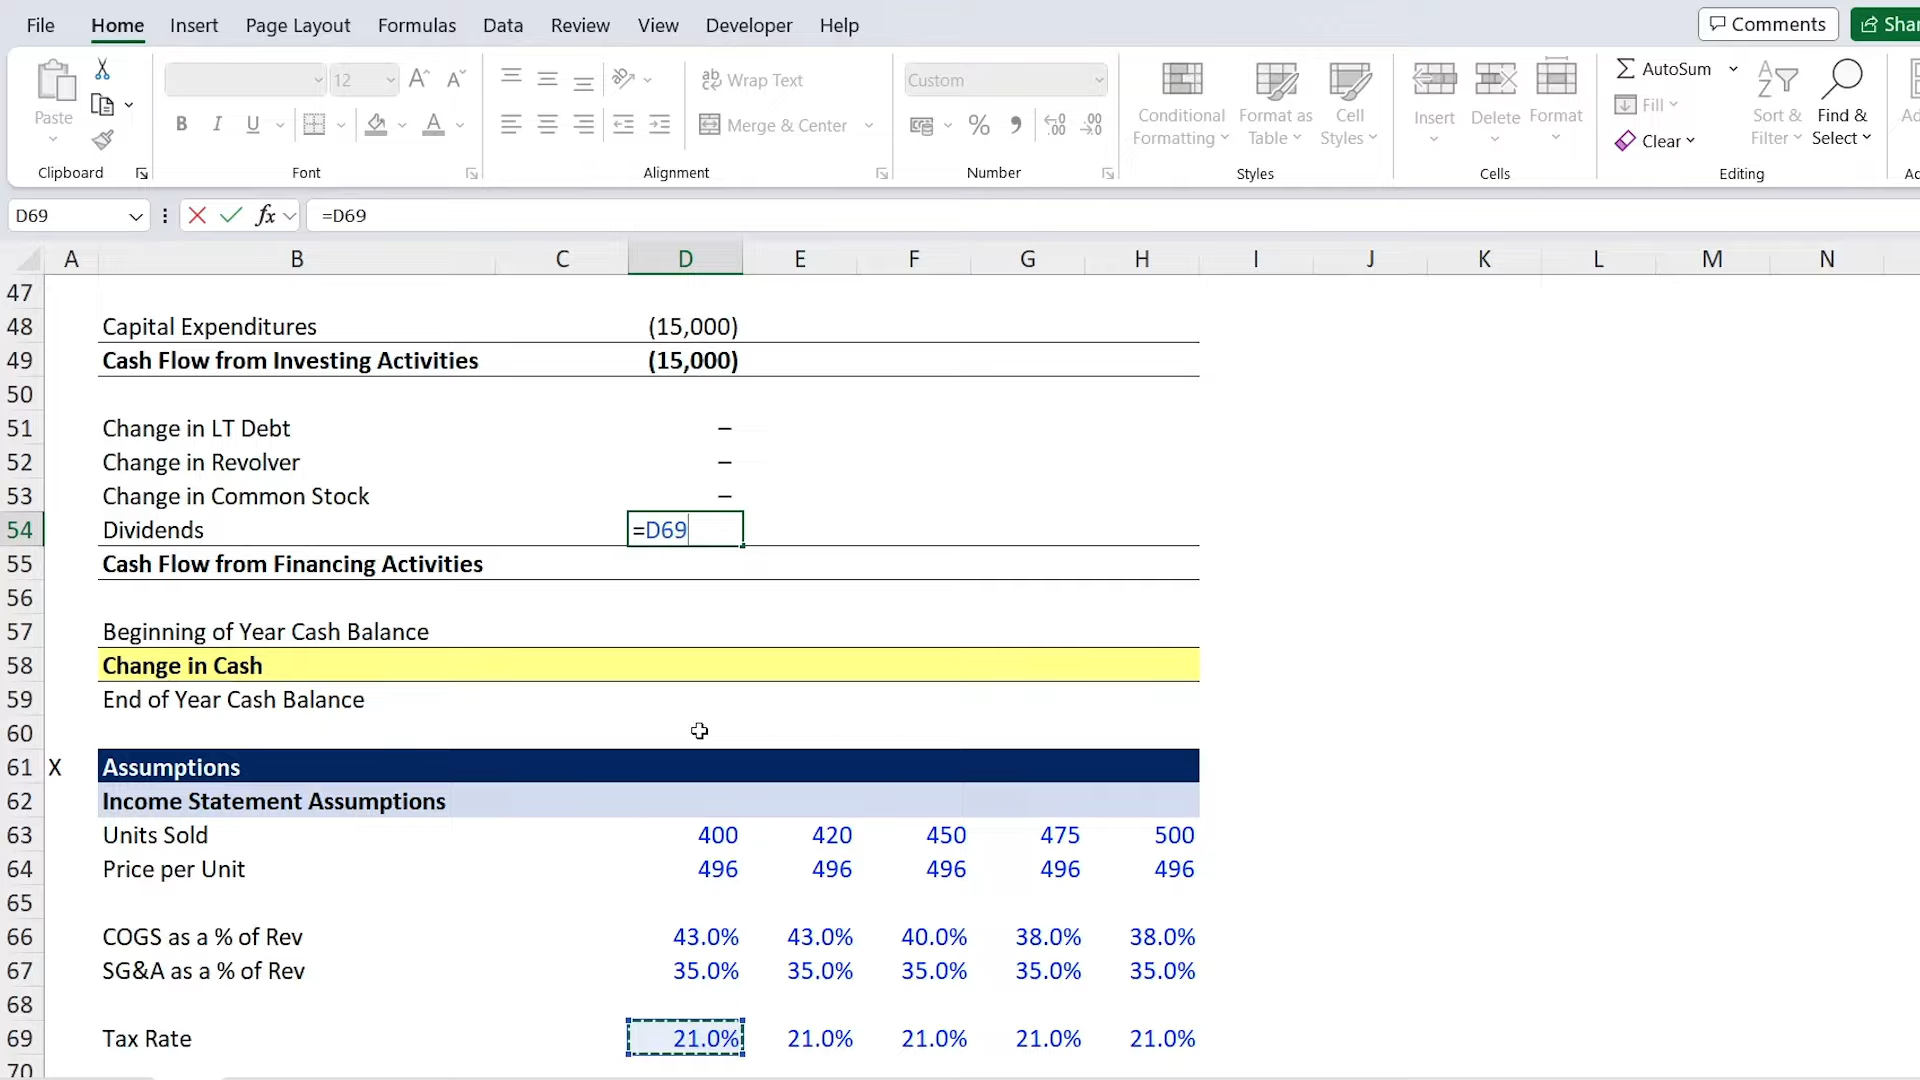 File Home Insert Page Layout Formulas Data Review View Developer Help Comments
Paste 12 Wrap Text Custom Conditional Formatting Format as Table Cell Styles Insert Delete Format AutoSum Fill Clear Sort & Filter Find & Select
B I U Merge & Center %
Clipboard Font Alignment Number Styles Cells Editing
D69 fx =D69
A B C D E F G H I J K L M N
47
48 Capital Expenditures (15,000)
49 Cash Flow from Investing Activities (15,000)
50
51 Change in LT Debt –
52 Change in Revolver –
53 Change in Common Stock –
54 Dividends =D69
55 Cash Flow from Financing Activities
56
57 Beginning of Year Cash Balance
58 Change in Cash
59 End of Year Cash Balance
60
61 X Assumptions
62 Income Statement Assumptions
63 Units Sold 400 420 450 475 500
64 Price per Unit 496 496 496 496 496
65
66 COGS as a % of Rev 43.0% 43.0% 40.0% 38.0% 38.0%
67 SG&A as a % of Rev 35.0% 35.0% 35.0% 35.0% 35.0%
68
69 Tax Rate 21.0% 21.0% 21.0% 21.0% 21.0%
70